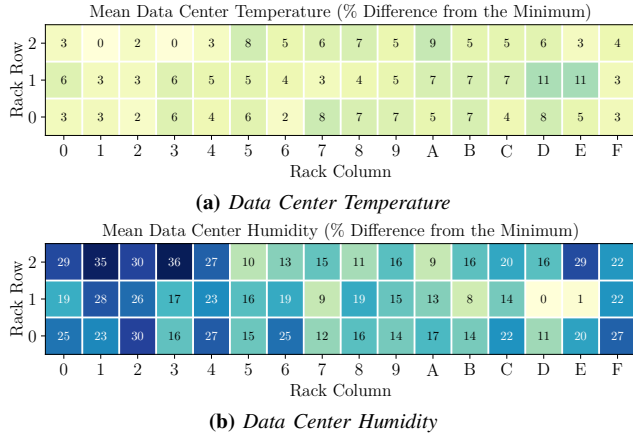 Mean Data Center Temperature (% Difference from the Minimum)
Rack Row
2 3 0 2 0 3 8 5 6 7 5 9 5 5 6 3 4
1 6 3 3 6 5 5 4 3 4 5 7 7 7 11 11 3
0 3 3 2 6 4 6 2 8 7 7 5 7 4 8 5 3
0 1 2 3 4 5 6 7 8 9 A B C D E F
Rack Column
(a) Data Center Temperature
Mean Data Center Humidity (% Difference from the Minimum)
Rack Row
2 29 35 30 36 27 10 13 15 11 16 9 16 20 16 29 22
1 19 28 26 17 23 16 19 9 19 15 13 8 14 0 1 22
0 25 23 30 16 27 15 25 12 16 14 17 14 22 11 20 27
0 1 2 3 4 5 6 7 8 9 A B C D E F
Rack Column
(b) Data Center Humidity